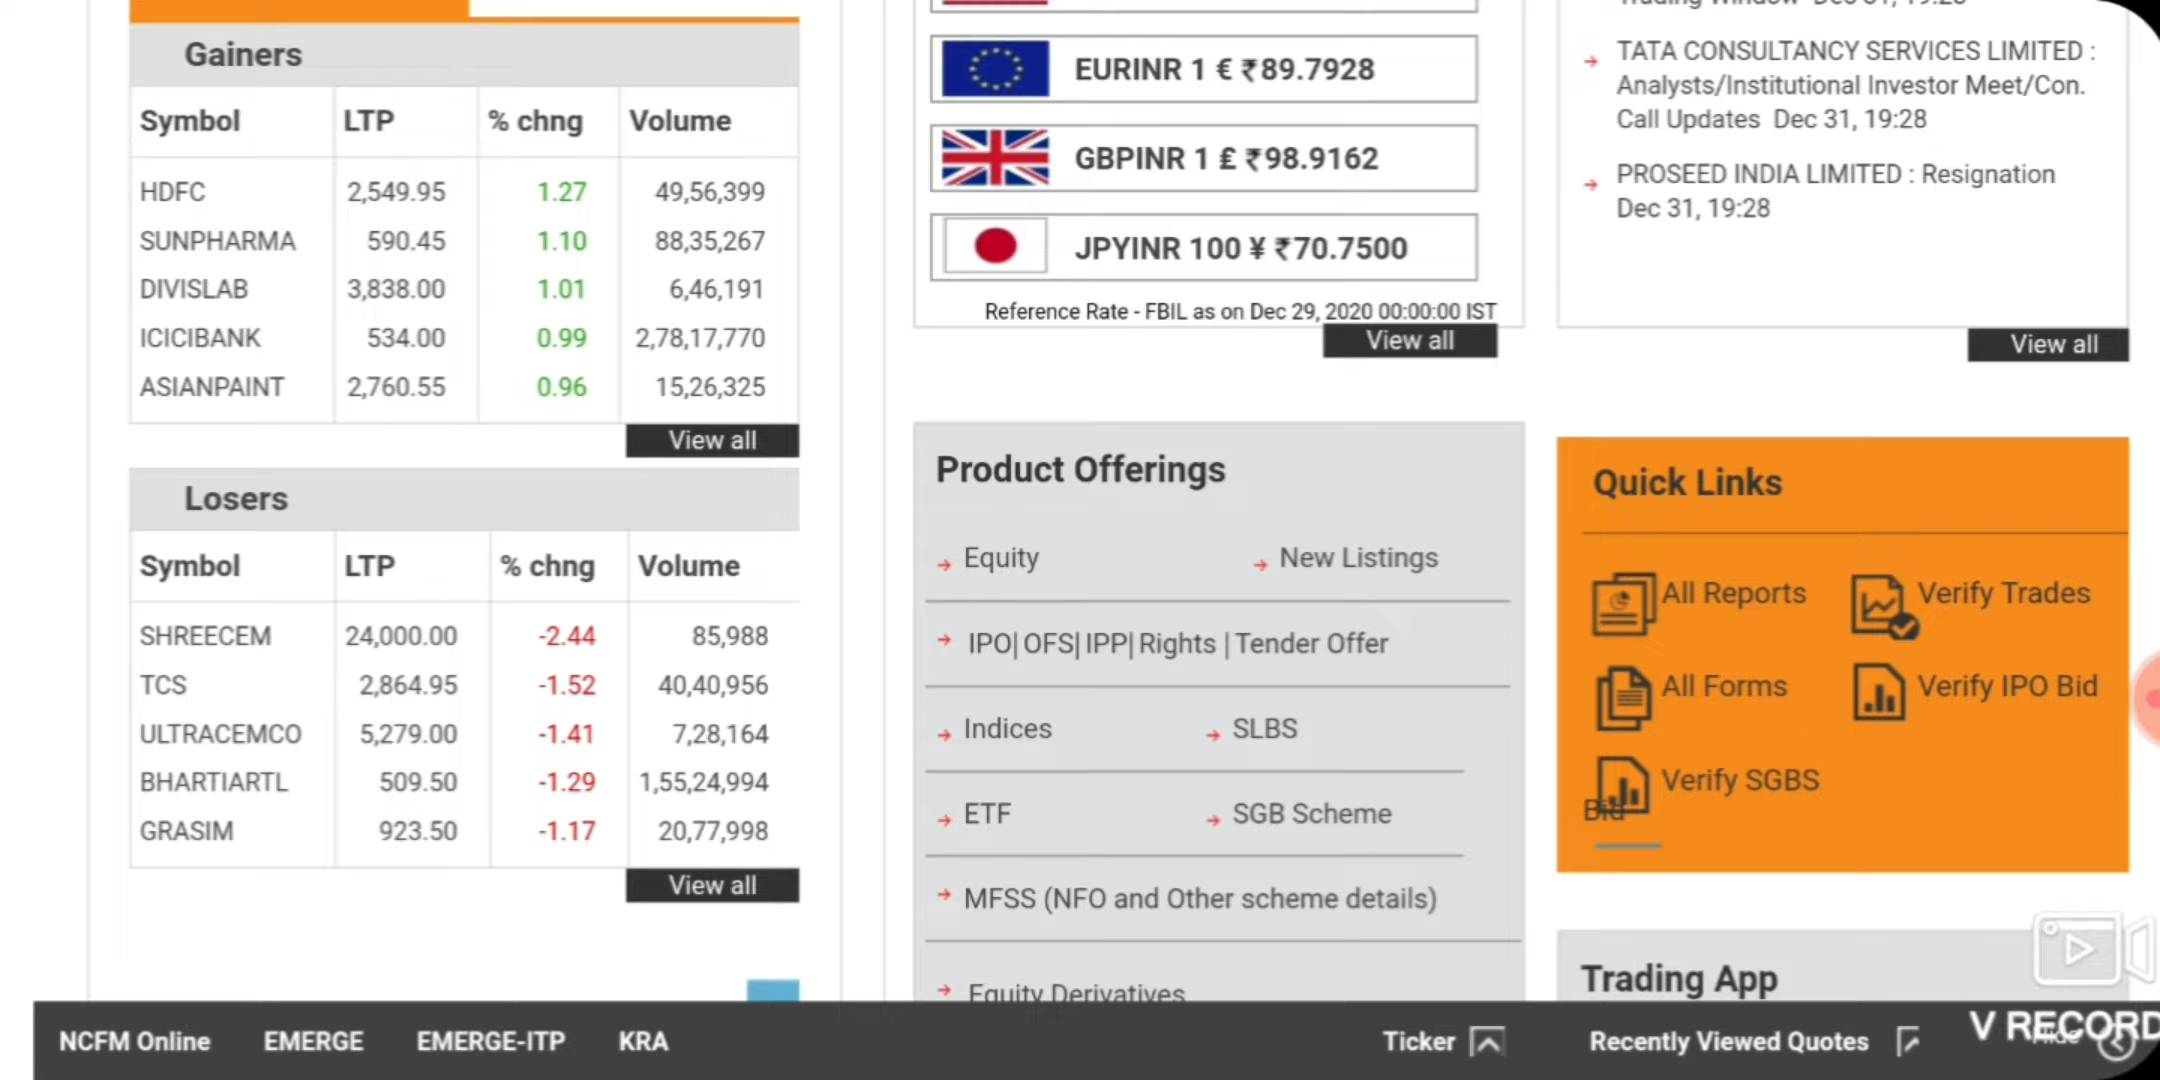 Gainers
Symbol LTP % chng Volume
HDFC 2,549.95 1.27 49,56,399
SUNPHARMA 590.45 1.10 88,35,267
DIVISLAB 3,838.00 1.01 6,46,191
ICICIBANK 534.00 0.99 2,78,17,770
ASIANPAINT 2,760.55 0.96 15,26,325
View all
Losers
Symbol LTP % chng Volume
SHREECEM 24,000.00 -2.44 85,988
TCS 2,864.95 -1.52 40,40,956
ULTRACEMCO 5,279.00 -1.41 7,28,164
BHARTIARTL 509.50 -1.29 1,55,24,994
GRASIM 923.50 -1.17 20,77,998
View all
EURINR 1 € ₹89.7928
GBPINR 1 £ ₹98.9162
JPYINR 100 ¥ ₹70.7500
Reference Rate - FBIL as on Dec 29, 2020 00:00:00 IST
View all
Product Offerings
Equity New Listings
IPO| OFS| IPP| Rights | Tender Offer
Indices SLBS
ETF SGB Scheme
MFSS (NFO and Other scheme details)
Equity Derivatives
Trading Window Dec 31, 19:28
TATA CONSULTANCY SERVICES LIMITED :
Analysts/Institutional Investor Meet/Con.
Call Updates Dec 31, 19:28
PROSEED INDIA LIMITED : Resignation
Dec 31, 19:28
View all
Quick Links
All Reports Verify Trades
All Forms Verify IPO Bid
Verify SGBS
Bid
Trading App
NCFM Online EMERGE EMERGE-ITP KRA Ticker Recently Viewed Quotes Hide
V RECORD